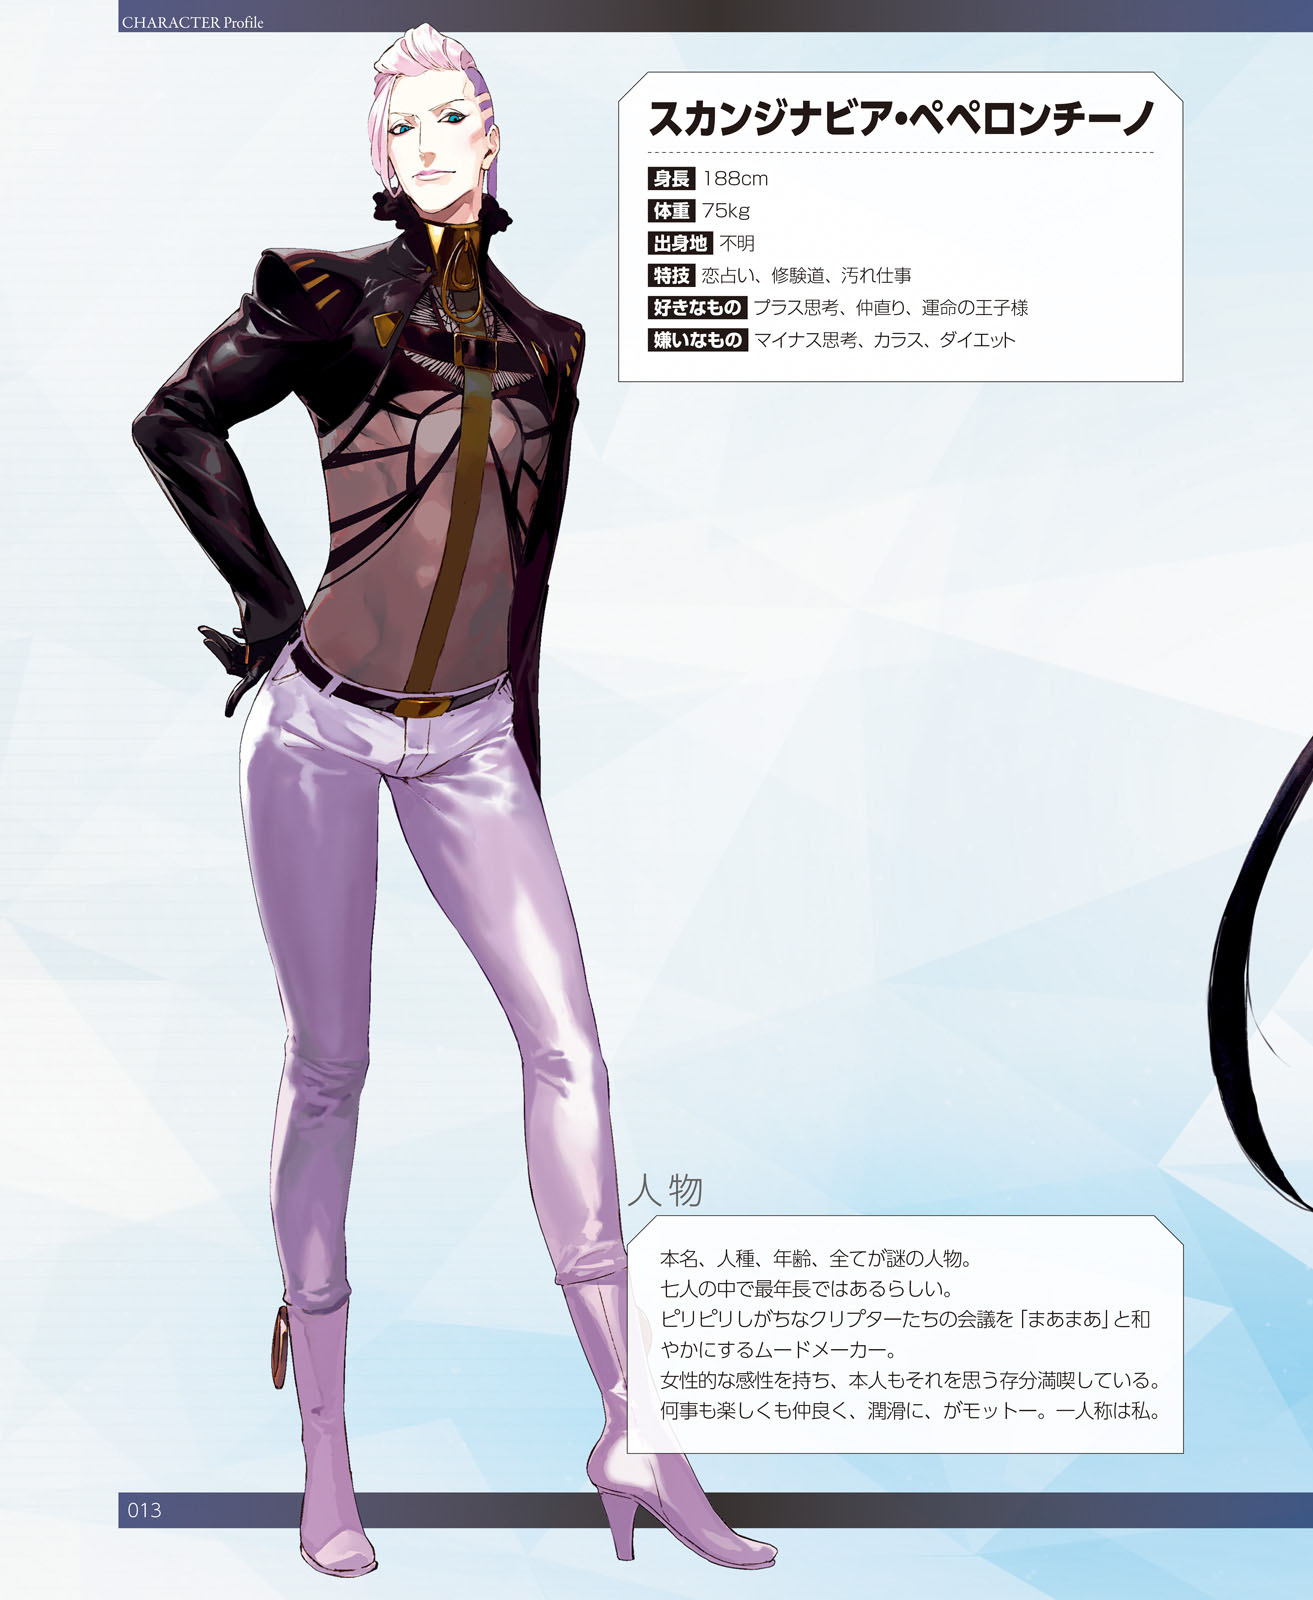 CHARACTER Profile
スカンジナビア・ペペロンチーノ
身長 188cm
体重 75kg
出身地 不明
特技 恋占い、修験道、汚れ仕事
好きなもの プラス思考、仲直り、運命の王子様
嫌いなもの マイナス思考、カラス、ダイエット
人物
本名、人種、年齢、全てが謎の人物。
七人の中で最年長ではあるらしい。
ピリピリしがちなクリプターたちの会議を「まあまあ」と和
やかにするムードメーカー。
女性的な感性を持ち、本人もそれを思う存分満喫している。
何事も楽しくも仲良く、潤滑に、がモットー。一人称は私。
013